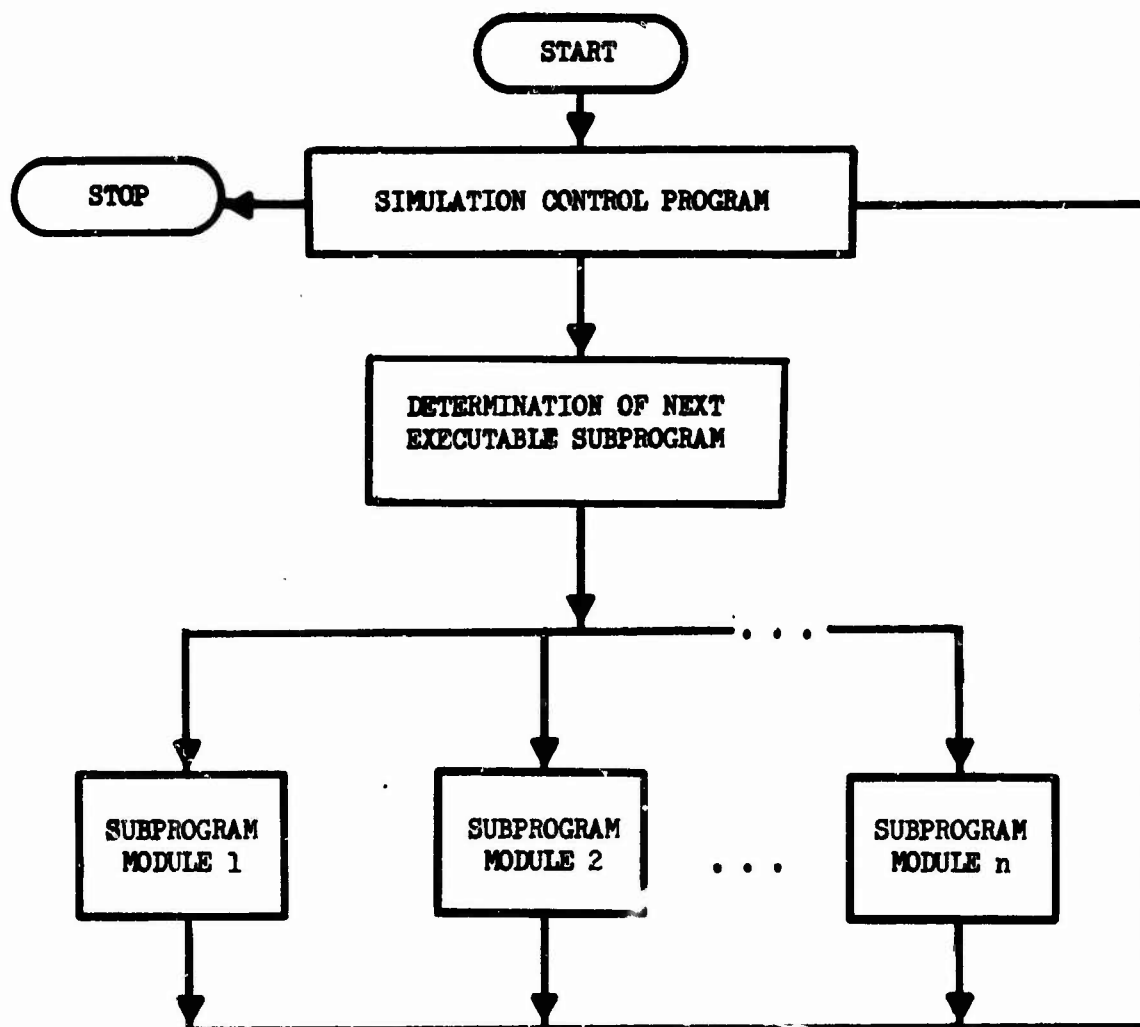 START
STOP
SIMULATION CONTROL PROGRAM
DETERMINATION OF NEXT
EXECUTABLE SUBPROGRAM
. . .
SUBPROGRAM
MODULE 1
SUBPROGRAM
MODULE 2
. . .
SUBPROGRAM
MODULE n